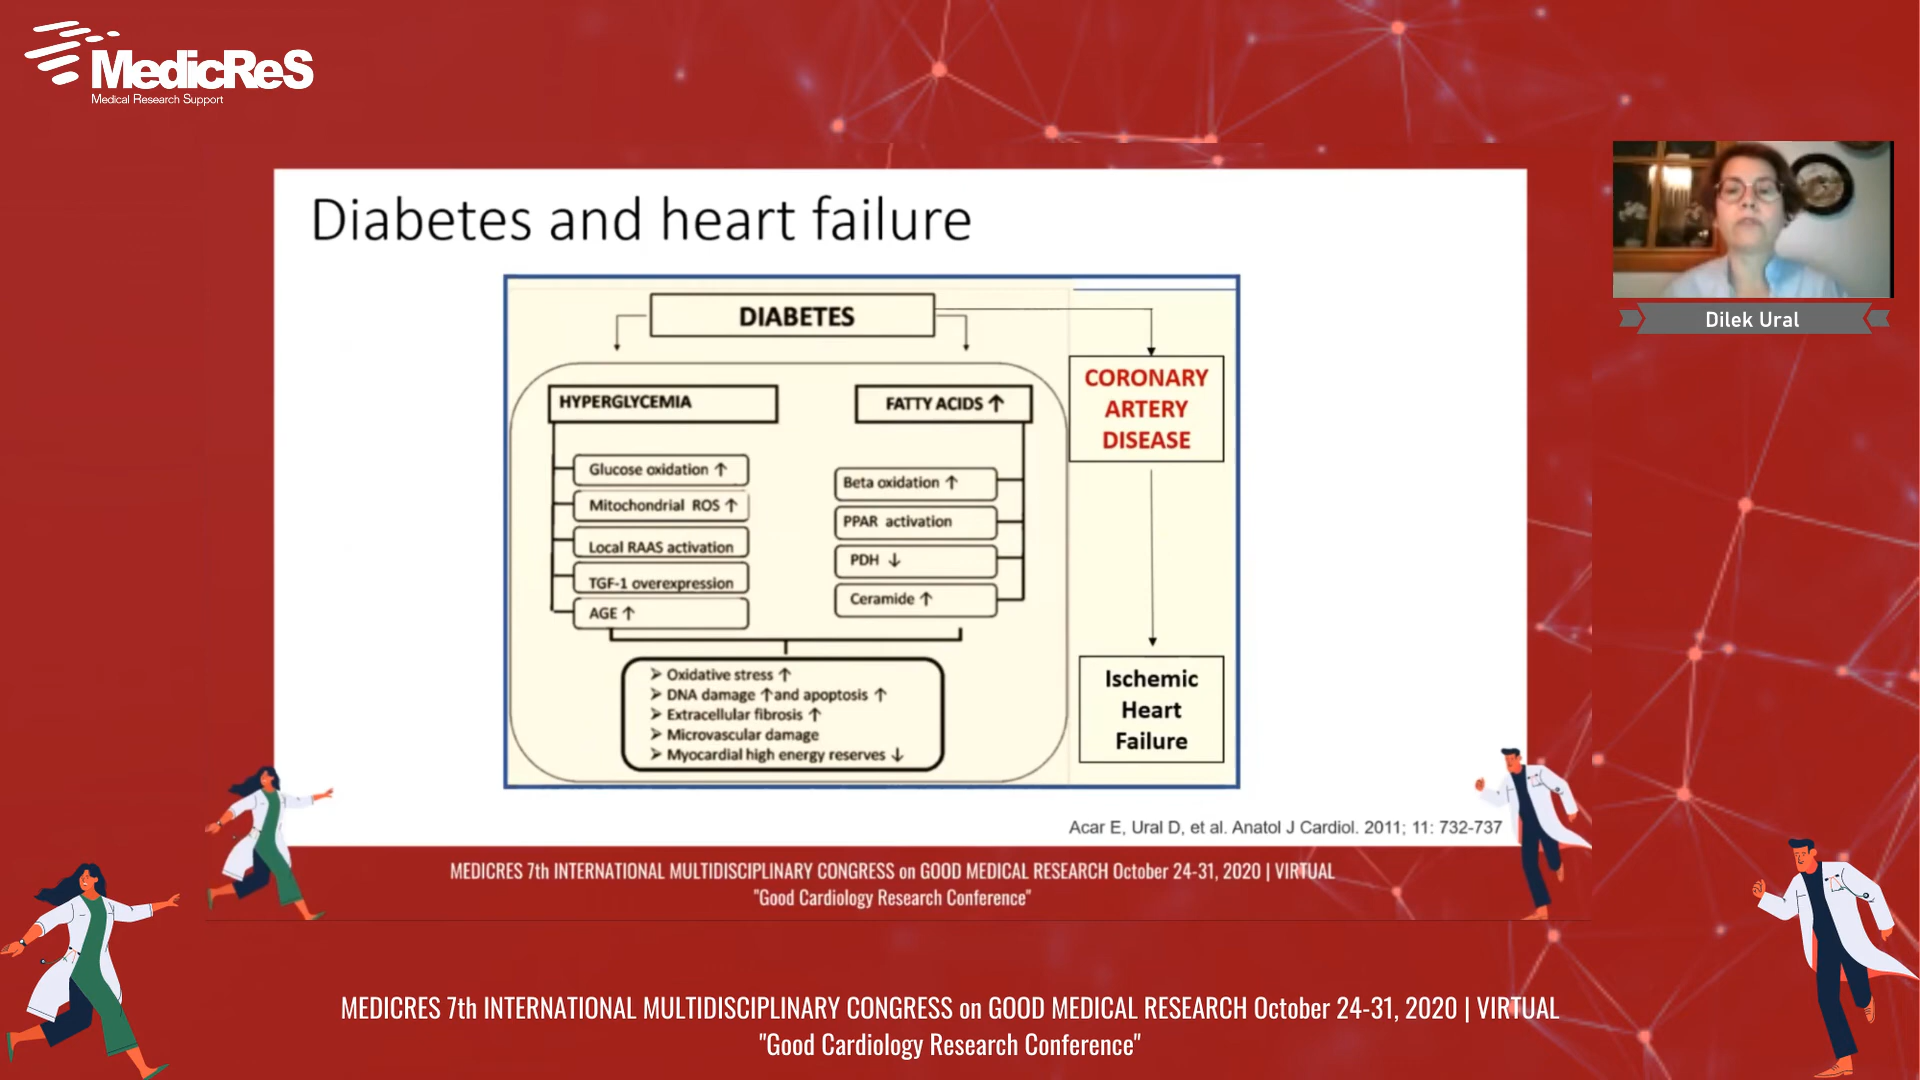 MedicReS
Medical Research Support
Diabetes and heart failure
DIABETES
HYPERGLYCEMIA
Glucose oxidation ↑
Mitochondrial ROS ↑
Local RAAS activation
TGF-1 overexpression
AGE ↑
FATTY ACIDS ↑
Beta oxidation ↑
PPAR activation
PDH ↓
Ceramide ↑
➢ Oxidative stress ↑
➢ DNA damage ↑and apoptosis ↑
➢ Extracellular fibrosis ↑
➢ Microvascular damage
➢ Myocardial high energy reserves ↓
CORONARY
ARTERY
DISEASE
Ischemic
Heart
Failure
Acar E, Ural D, et al. Anatol J Cardiol. 2011; 11: 732-737
Dilek Ural
MEDICRES 7th INTERNATIONAL MULTIDISCIPLINARY CONGRESS on GOOD MEDICAL RESEARCH October 24-31, 2020 | VIRTUAL
"Good Cardiology Research Conference"
MEDICRES 7th INTERNATIONAL MULTIDISCIPLINARY CONGRESS on GOOD MEDICAL RESEARCH October 24-31, 2020 | VIRTUAL
"Good Cardiology Research Conference"